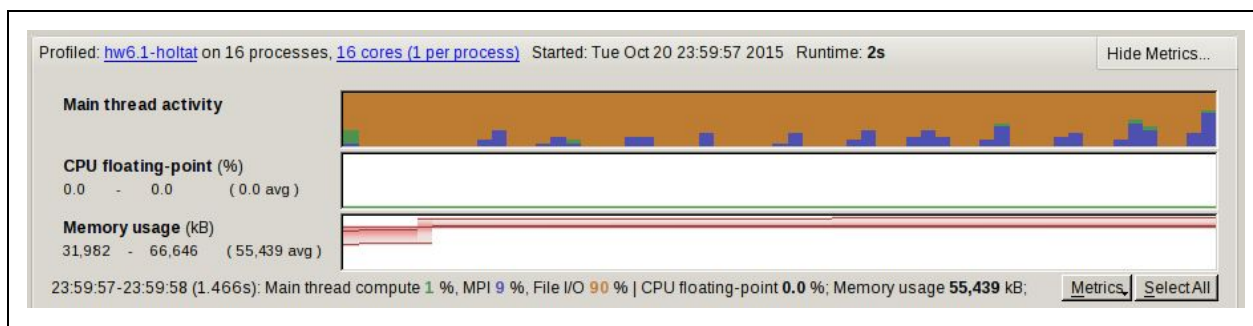 Profiled: hw6.1-holtat on 16 processes, 16 cores (1 per process) Started: Tue Oct 20 23:59:57 2015 Runtime: 2s Hide Metrics...
Main thread activity
CPU floating-point (%)
0.0 - 0.0 ( 0.0 avg )
Memory usage (kB)
31,982 - 66,646 ( 55,439 avg )
23:59:57-23:59:58 (1.466s): Main thread compute 1 %, MPI 9 %, File I/O 90 % | CPU floating-point 0.0 %; Memory usage 55,439 kB; Metrics Select All